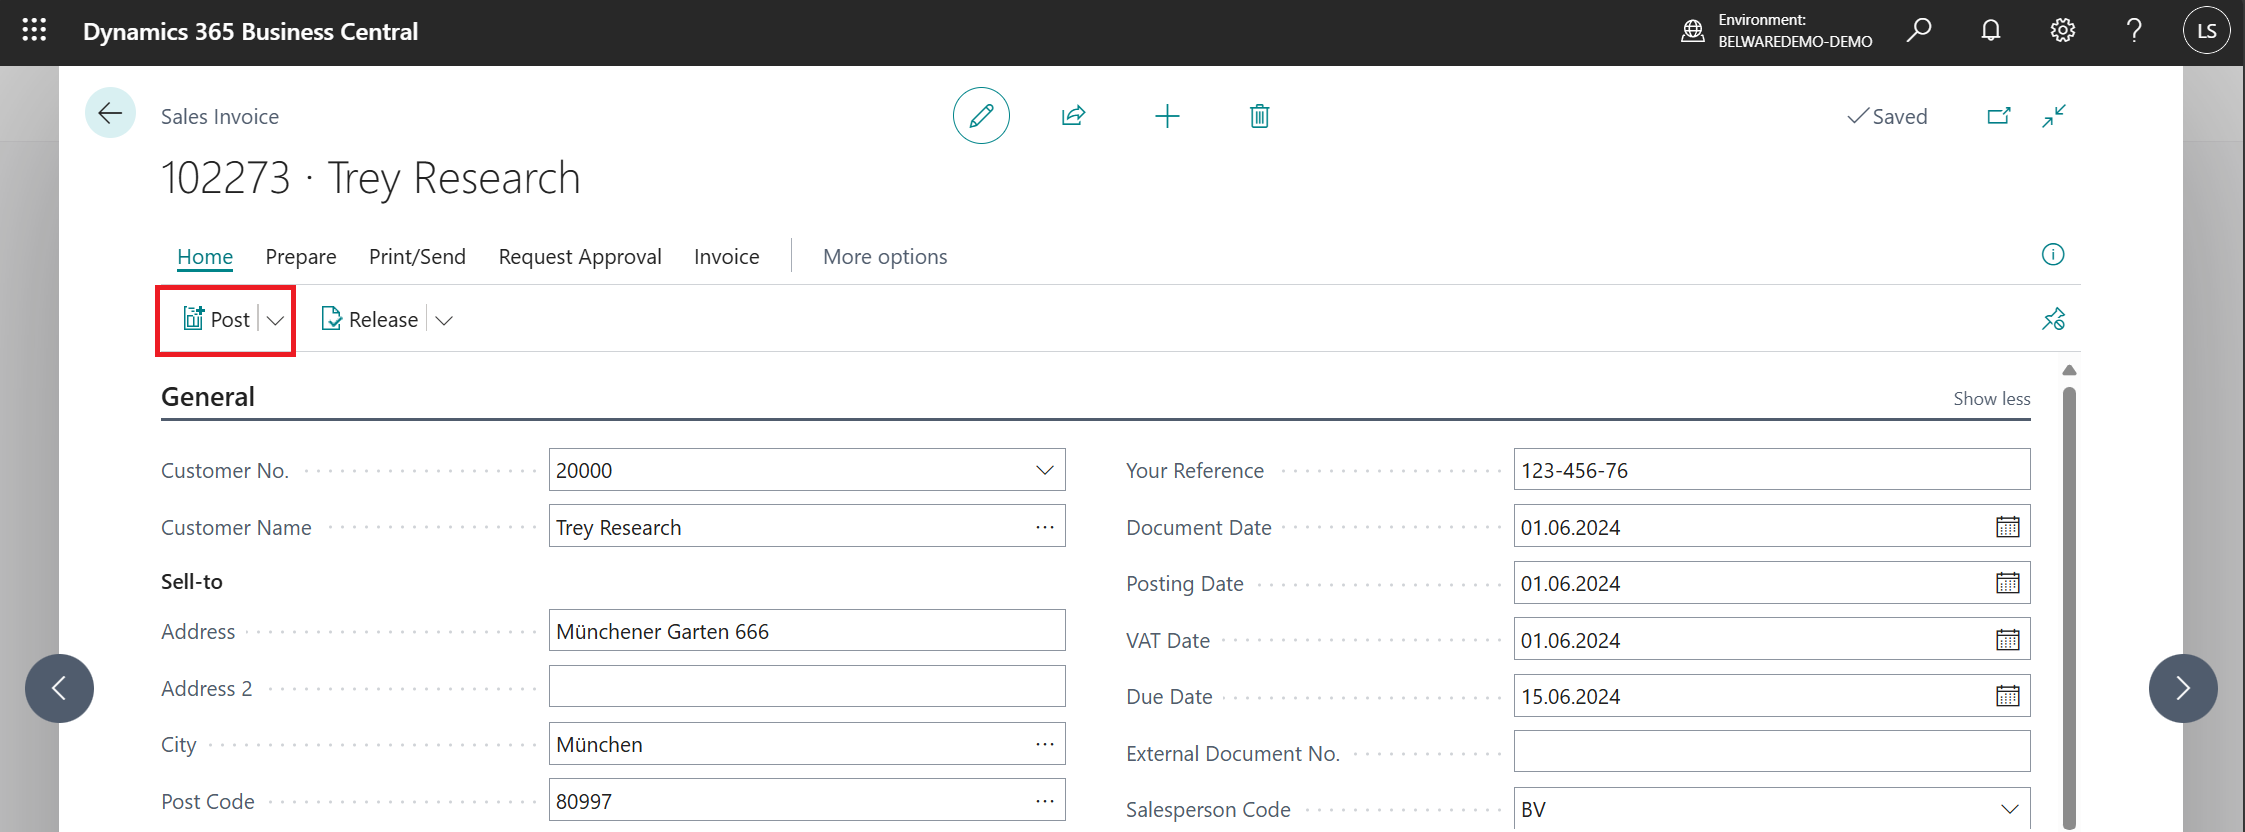 Dynamics 365 Business Central
Environment:
BELWAREDEMO-DEMO
?
LS
Sales Invoice
Saved
102273 · Trey Research
Home Prepare Print/Send Request Approval Invoice More options
Post Release
General
Show less
Customer No. 20000
Customer Name Trey Research
Sell-to
Address Münchener Garten 666
Address 2
City München
Post Code 80997
Your Reference 123-456-76
Document Date 01.06.2024
Posting Date 01.06.2024
VAT Date 01.06.2024
Due Date 15.06.2024
External Document No.
Salesperson Code BV